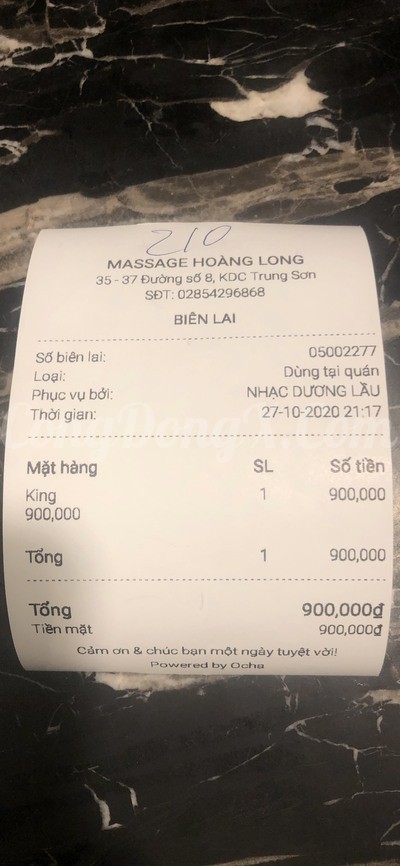 210
MASSAGE HOÀNG LONG
35 - 37 Đường số 8, KDC Trung Sơn
SĐT: 02854296868
BIÊN LAI
Số biên lai: 05002277
Loại: Dùng tại quán
Phục vụ bởi: NHẠC DƯƠNG LẦU
Thời gian: 27-10-2020 21:17
Mặt hàng SL Số tiền
King 1 900,000
900,000
Tổng 1 900,000
Tổng 900,000₫
Tiền mặt 900,000₫
Cảm ơn & chúc bạn một ngày tuyệt vời!
Powered by Ocha